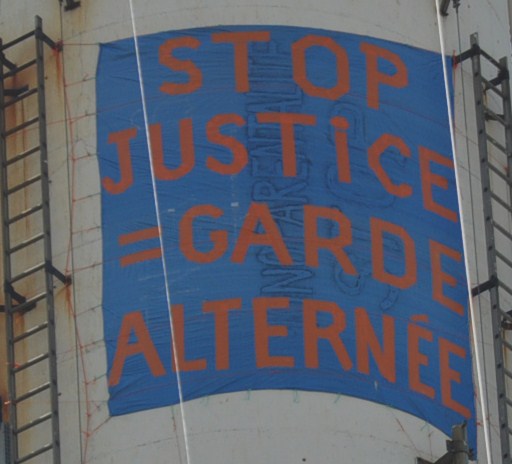 STOP
JUSTiCE
=GARDE
ALTERNÉE